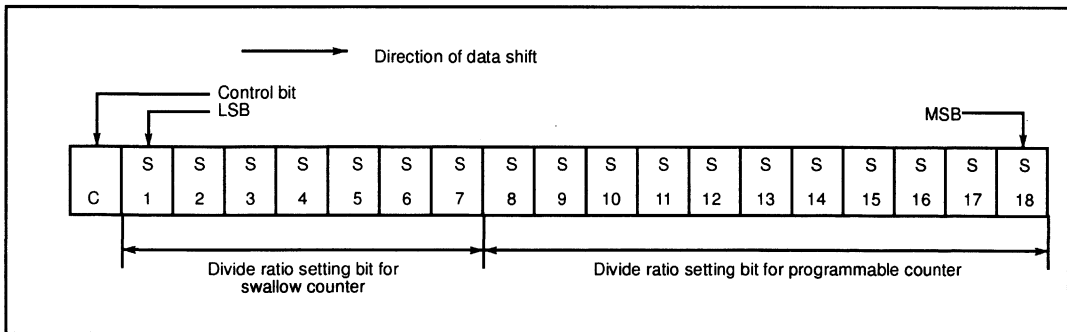 Direction of data shift
Control bit
LSB
MSB
S S S S S S S S S S S S S S S S S S
C 1 2 3 4 5 6 7 8 9 10 11 12 13 14 15 16 17 18
Divide ratio setting bit for
swallow counter
Divide ratio setting bit for programmable counter